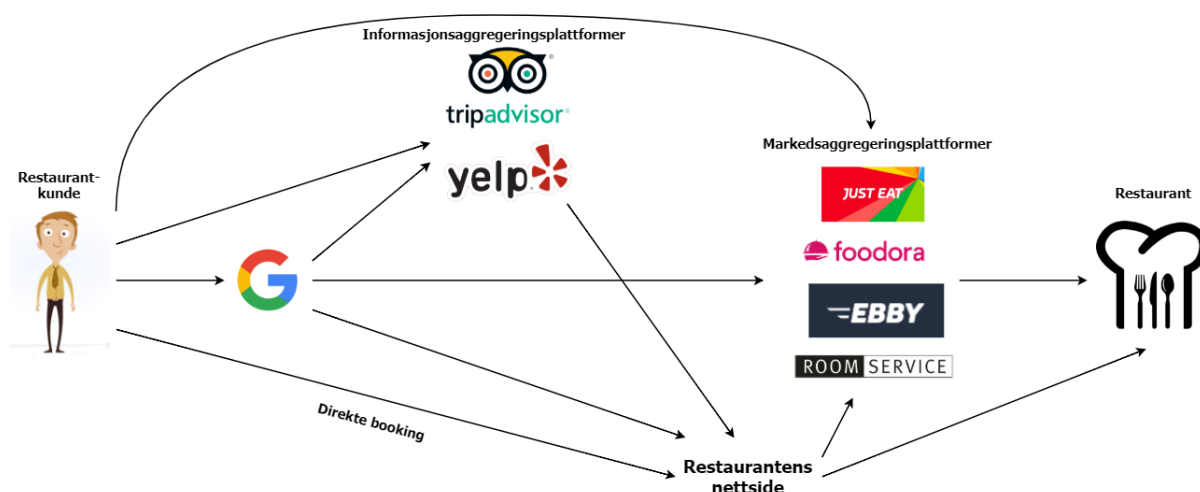 Informasjonsaggregeringsplattformer
tripadvisor®
yelp
Markedsaggregeringsplattformer
JUST EAT
foodora
EBBY
ROOM SERVICE
Restaurant-
kunde
G
Restaurant
Direkte booking
Restaurantens
nettside